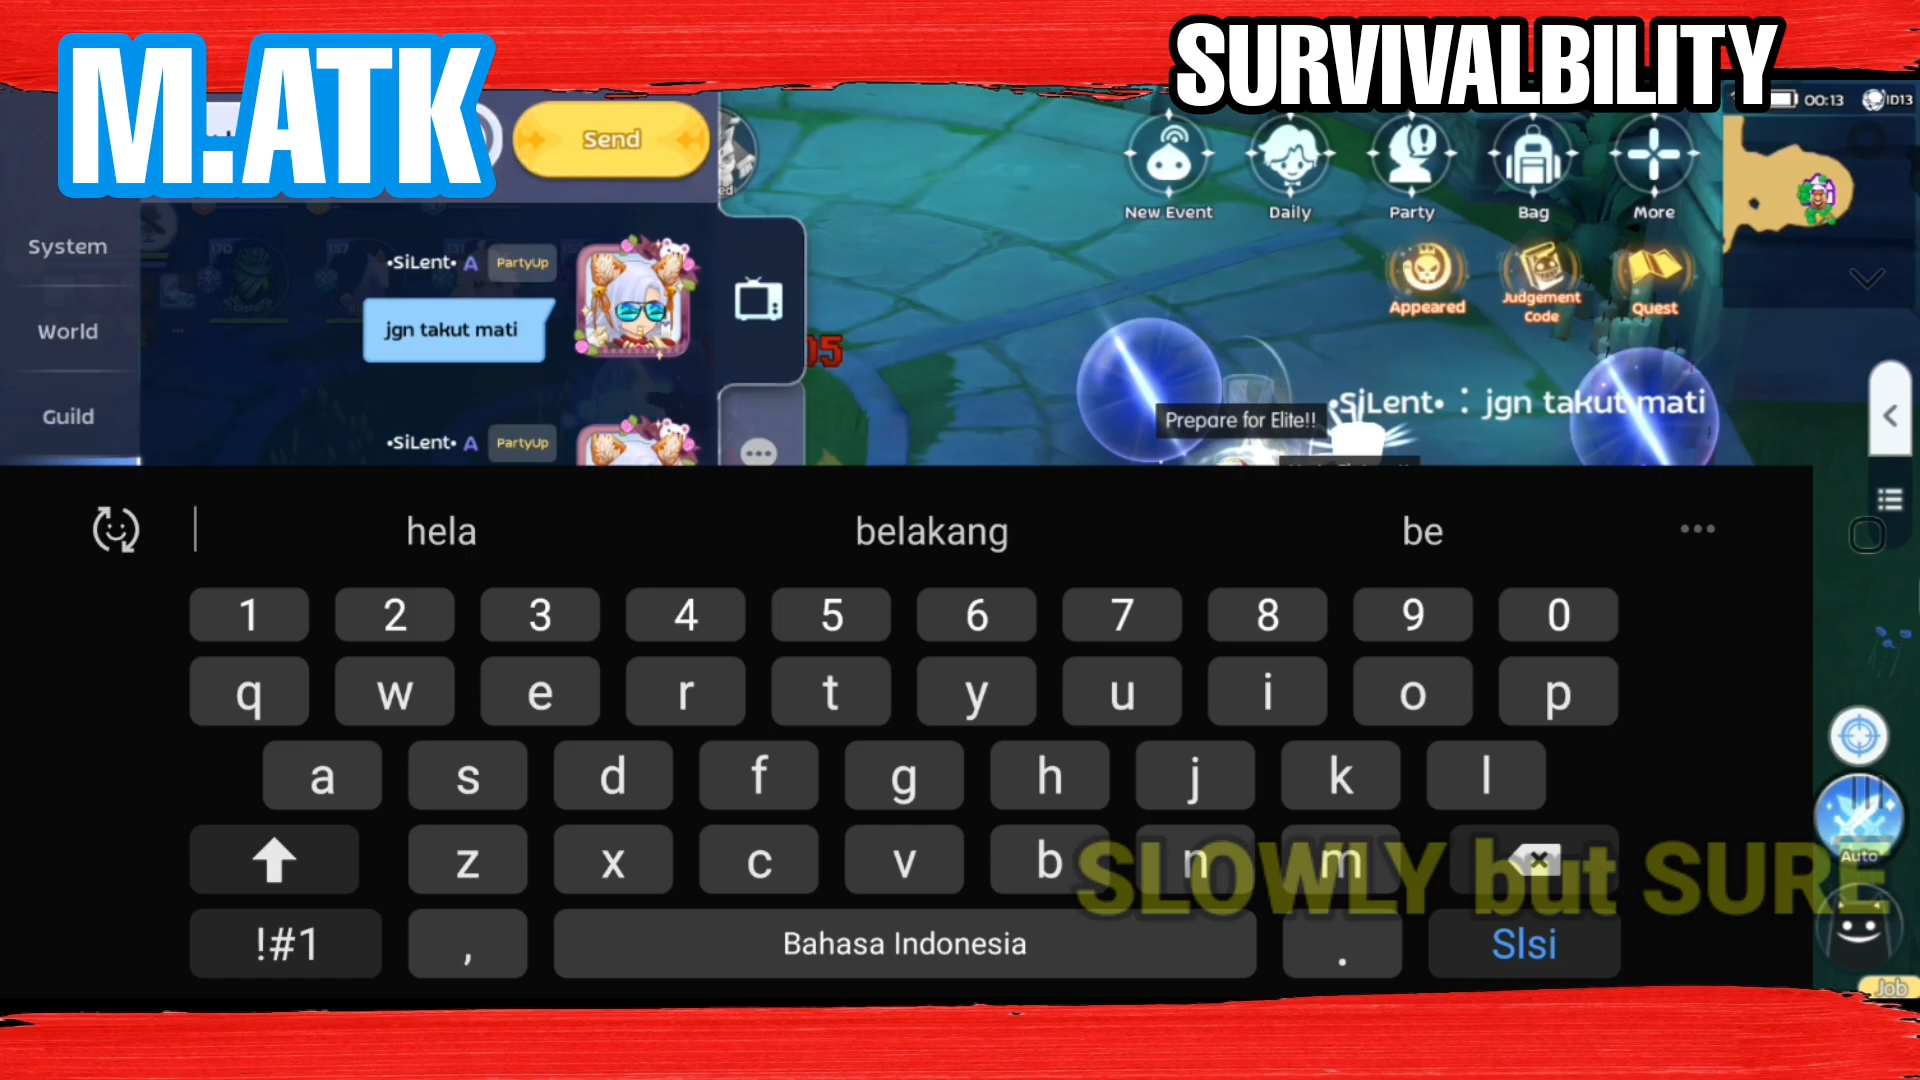 M.ATK
SURVIVALBILITY
Send
00:13
ID13
New Event
Daily
Party
Bag
More
System
World
Guild
•SiLent• A PartyUp
jgn takut mati
•SiLent• A PartyUp
Appeared
Judgement
Code
Quest
Prepare for Elite!!
•SiLent• : jgn takut mati
hela
belakang
be
1 2 3 4 5 6 7 8 9 0
q w e r t y u i o p
a s d f g h j k l
z x c v b n m
SLOWLY but SURE
Auto
!#1 , Bahasa Indonesia . Slsi
Job